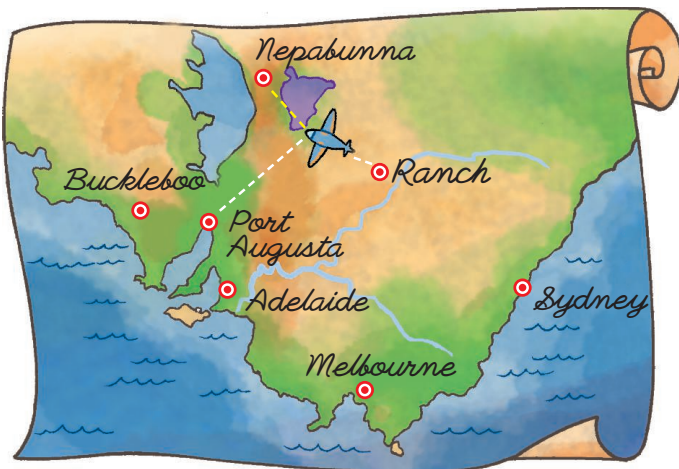 Nepabunna
Buckleboo
Ranch
Port
Augusta
Adelaide
Sydney
Melbourne